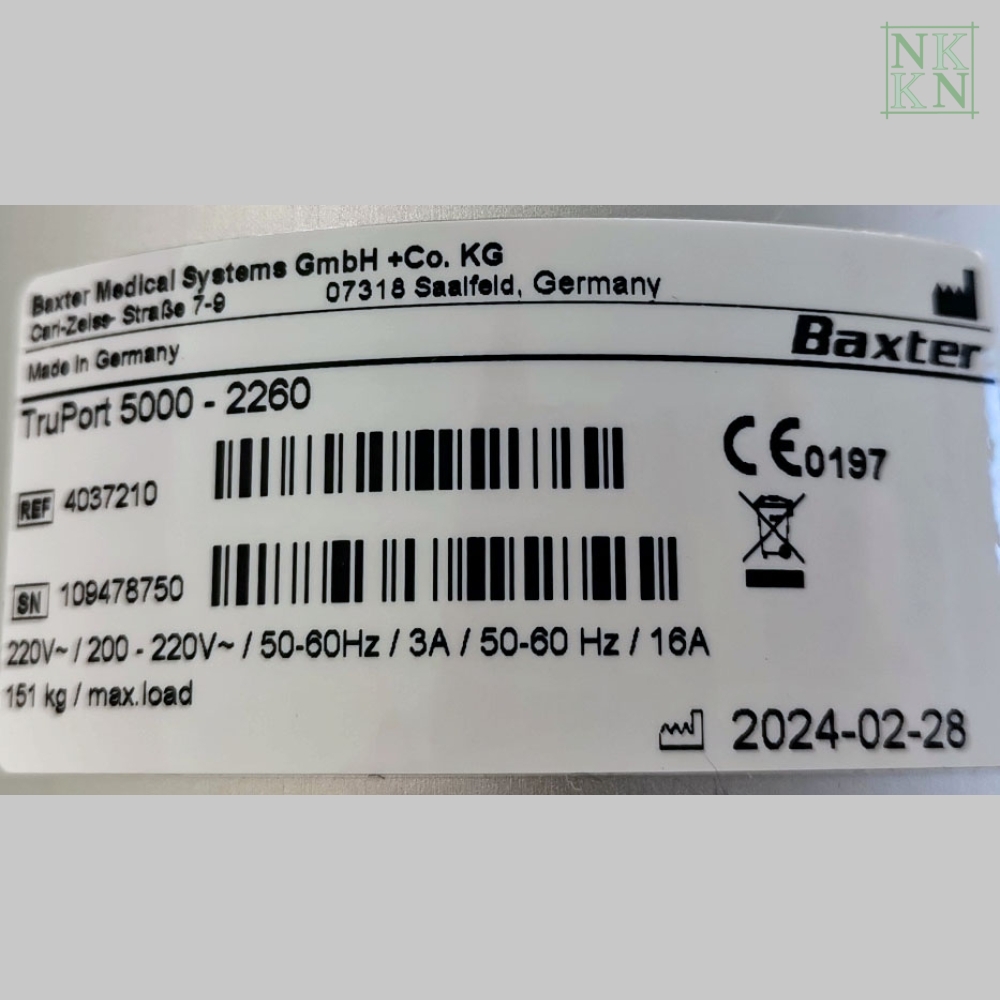 NK
KN
Baxter Medical Systems GmbH +Co. KG
Carl-Zeiss- Straße 7-9 07318 Saalfeld, Germany
Made in Germany
Baxter
TruPort 5000 - 2260
CE0197
REF 4037210
SN 109478750
220V~ / 200 - 220V~ / 50-60Hz / 3A / 50-60 Hz / 16A
151 kg / max.load
2024-02-28